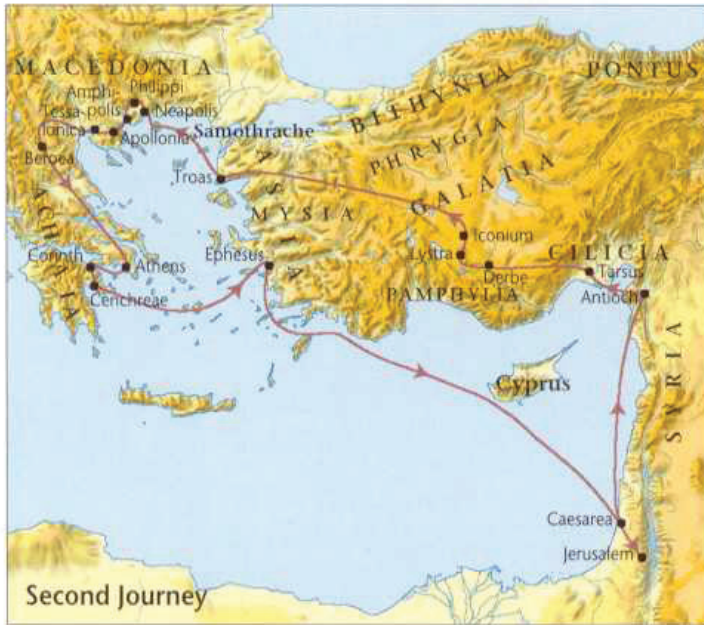 MACEDONIA
PONTUS
BITHYNIA
Philippi
Amphi-
polis
Neapolis
Tessa-
lonica
Apollonia
Samothrache
PHRYGIA
GALATIA
Beroea
Troas
ASIA
MYSIA
ACHAIA
Iconium
Lystra
Derbe
CILICIA
Tarsus
Corinth
Athens
Ephesus
Cenchreae
PAMPHYLIA
Antioch
SYRIA
Cyprus
Caesarea
Jerusalem
Second Journey